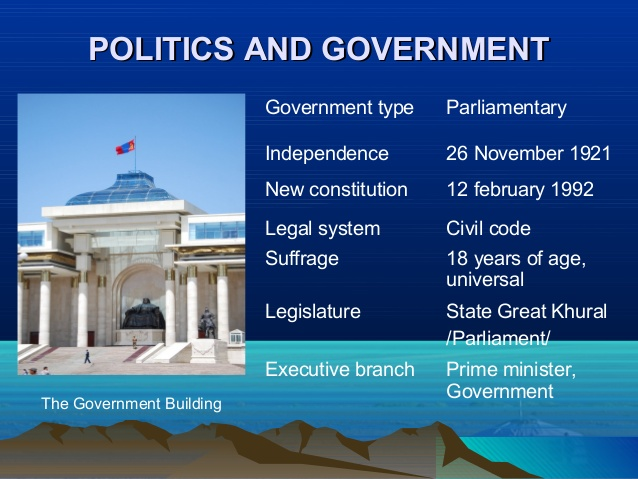 POLITICS AND GOVERNMENT
Government type Parliamentary
Independence 26 November 1921
New constitution 12 february 1992
Legal system Civil code
Suffrage 18 years of age,
universal
Legislature State Great Khural
/Parliament/
Executive branch Prime minister,
Government
The Government Building